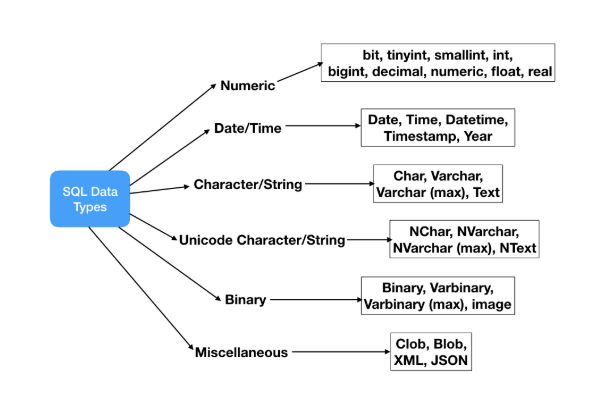 bit, tinyint, smallint, int,
bigint, decimal, numeric, float, real
Numeric
Date, Time, Datetime,
Timestamp, Year
Date/Time
Char, Varchar,
Varchar (max), Text
Character/String
SQL Data
Types
NChar, NVarchar,
NVarchar (max), NText
Unicode Character/String
Binary, Varbinary,
Varbinary (max), image
Binary
Clob, Blob,
XML, JSON
Miscellaneous